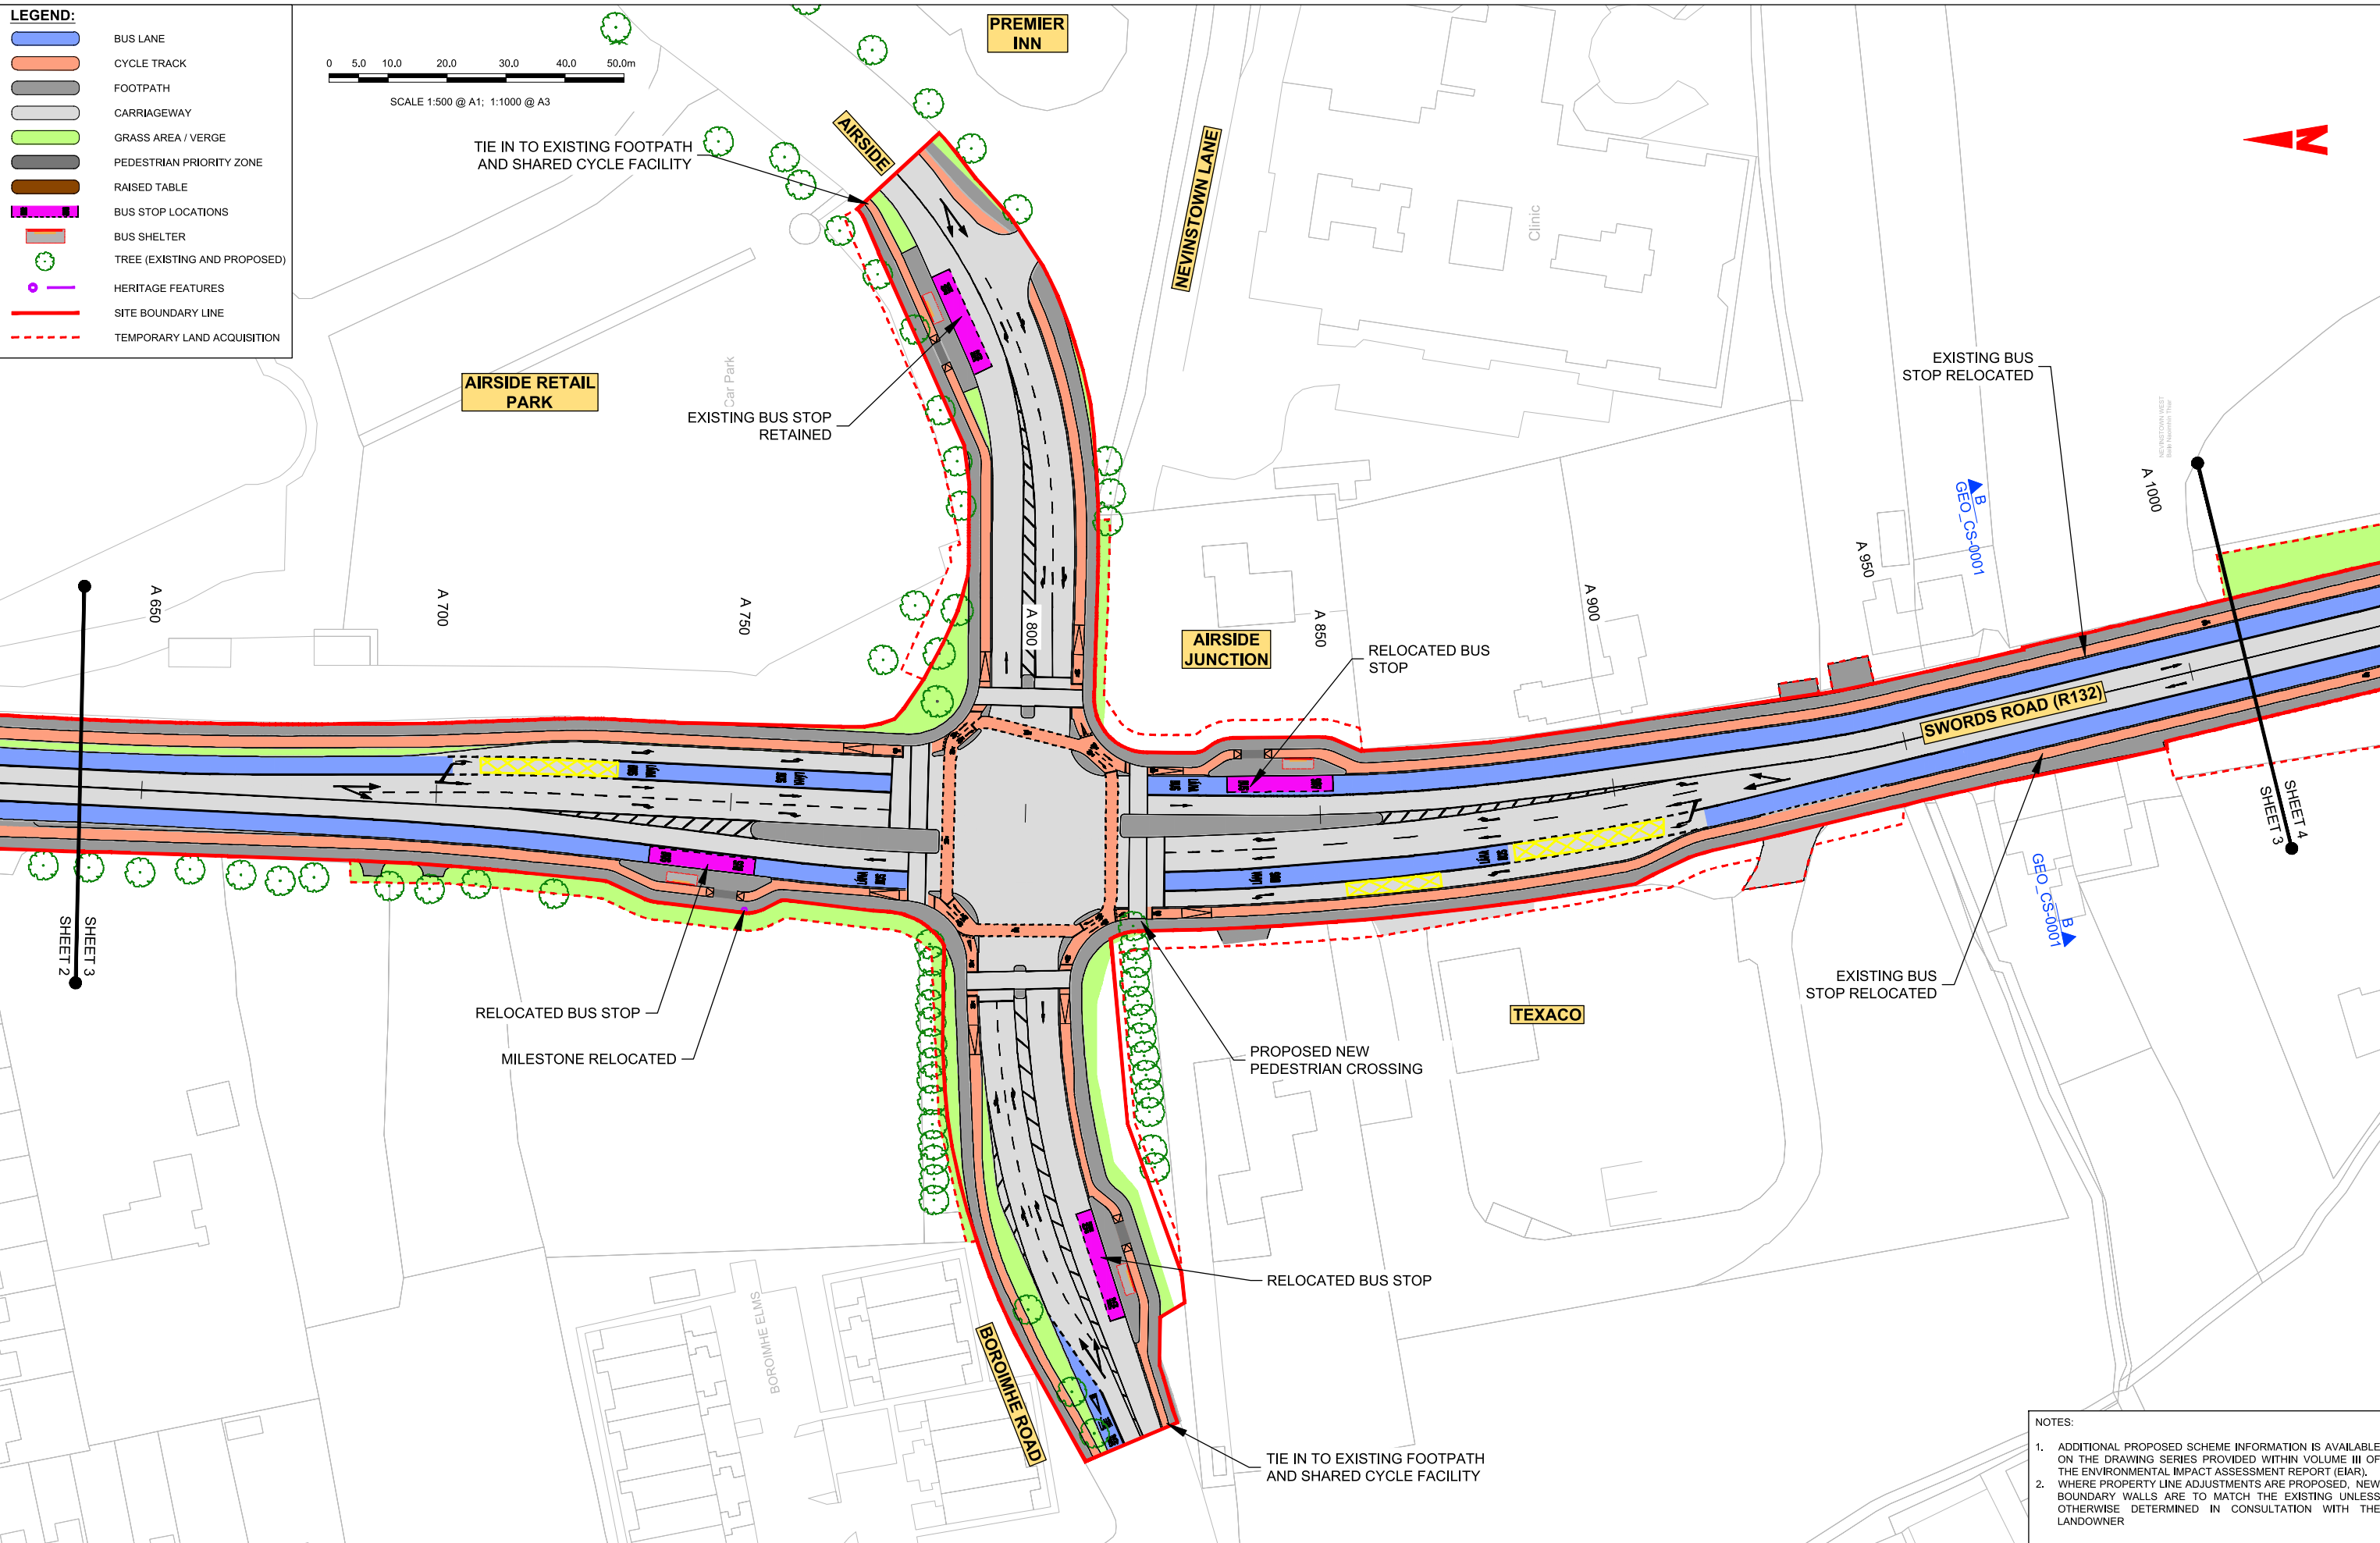 LEGEND:
BUS LANE
CYCLE TRACK
FOOTPATH
CARRIAGEWAY
GRASS AREA / VERGE
PEDESTRIAN PRIORITY ZONE
RAISED TABLE
BUS STOP LOCATIONS
BUS SHELTER
TREE (EXISTING AND PROPOSED)
HERITAGE FEATURES
SITE BOUNDARY LINE
TEMPORARY LAND ACQUISITION
0 5.0 10.0 20.0 30.0 40.0 50.0m
SCALE 1:500 @ A1; 1:1000 @ A3
PREMIER
INN
N
AIRSIDE
TIE IN TO EXISTING FOOTPATH
AND SHARED CYCLE FACILITY
NEVINSTOWN LANE
Clinic
AIRSIDE RETAIL
PARK
Car Park
EXISTING BUS STOP
RETAINED
EXISTING BUS
STOP RELOCATED
NEVINSTOWN WEST
A 1000
B
GEO_CS-0001
A 950
A 900
A 850
A 800
A 750
A 700
A 650
AIRSIDE
JUNCTION
RELOCATED BUS
STOP
SWORDS ROAD (R132)
SHEET 4
SHEET 3
SHEET 3
SHEET 2
B
GEO_CS-0001
EXISTING BUS
STOP RELOCATED
RELOCATED BUS STOP
MILESTONE RELOCATED
TEXACO
PROPOSED NEW
PEDESTRIAN CROSSING
RELOCATED BUS STOP
BOROIMHE ELMS
BOROIMHE ROAD
TIE IN TO EXISTING FOOTPATH
AND SHARED CYCLE FACILITY
NOTES:
1. ADDITIONAL PROPOSED SCHEME INFORMATION IS AVAILABLE
ON THE DRAWING SERIES PROVIDED WITHIN VOLUME III OF
THE ENVIRONMENTAL IMPACT ASSESSMENT REPORT (EIAR).
2. WHERE PROPERTY LINE ADJUSTMENTS ARE PROPOSED, NEW
BOUNDARY WALLS ARE TO MATCH THE EXISTING UNLESS
OTHERWISE DETERMINED IN CONSULTATION WITH THE
LANDOWNER